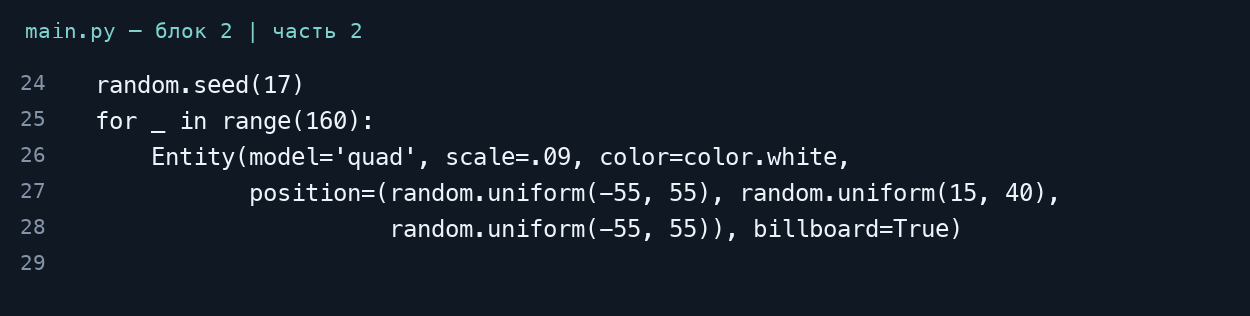 main.py — блок 2 | часть 2
24 random.seed(17)
25 for _ in range(160):
26     Entity(model='quad', scale=.09, color=color.white,
27            position=(random.uniform(−55, 55), random.uniform(15, 40),
28                      random.uniform(−55, 55)), billboard=True)
29